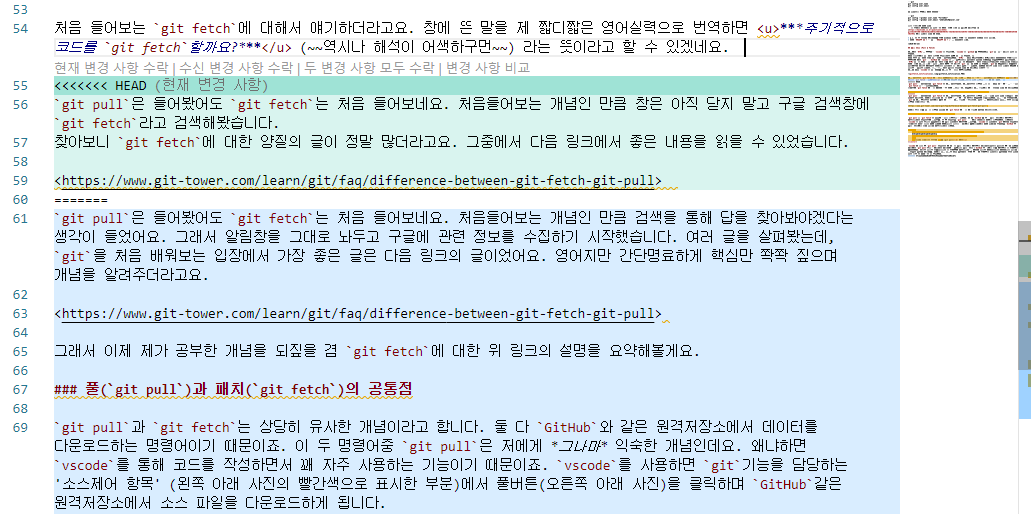 53
54 처음 들어보는 `git fetch`에 대해서 얘기하더라고요. 창에 뜬 말을 제 짧디짧은 영어실력으로 번역하면 <u>***주기적으로
코드를 `git fetch`할까요?***</u> (~~역시나 해석이 어색하구먼~~) 라는 뜻이라고 할 수 있겠네요.
현재 변경 사항 수락 | 수신 변경 사항 수락 | 두 변경 사항 모두 수락 | 변경 사항 비교
55 <<<<<<< HEAD (현재 변경 사항)
56 `git pull`은 들어봤어도 `git fetch`는 처음 들어보네요. 처음들어보는 개념인 만큼 창은 아직 닫지 말고 구글 검색창에
`git fetch`라고 검색해봤습니다.
57 찾아보니 `git fetch`에 대한 양질의 글이 정말 많더라고요. 그중에서 다음 링크에서 좋은 내용을 읽을 수 있었습니다.
58
59 <https://www.git-tower.com/learn/git/faq/difference-between-git-fetch-git-pull>
60 =======
61 `git pull`은 들어봤어도 `git fetch`는 처음 들어보네요. 처음들어보는 개념인 만큼 검색을 통해 답을 찾아봐야겠다는
생각이 들었어요. 그래서 알림창을 그대로 놔두고 구글에 관련 정보를 수집하기 시작했습니다. 여러 글을 살펴봤는데,
`git`을 처음 배워보는 입장에서 가장 좋은 글은 다음 링크의 글이었어요. 영어지만 간단명료하게 핵심만 쫙쫙 짚으며
개념을 알려주더라고요.
62
63 <https://www.git-tower.com/learn/git/faq/difference-between-git-fetch-git-pull>
64
65 그래서 이제 제가 공부한 개념을 되짚을 겸 `git fetch`에 대한 위 링크의 설명을 요약해볼게요.
66
67 ### 풀(`git pull`)과 패치(`git fetch`)의 공통점
68
69 `git pull`과 `git fetch`는 상당히 유사한 개념이라고 합니다. 둘 다 `GitHub`와 같은 원격저장소에서 데이터를
다운로드하는 명령어이기 때문이죠. 이 두 명령어중 `git pull`은 저에게 *그나마* 익숙한 개념인데요. 왜냐하면
`vscode`를 통해 코드를 작성하면서 꽤 자주 사용하는 기능이기 때문이죠. `vscode`를 사용하면 `git`기능을 담당하는
'소스제어 항목' (왼쪽 아래 사진의 빨간색으로 표시한 부분)에서 풀버튼(오른쪽 아래 사진)을 클릭하며 `GitHub`같은
원격저장소에서 소스 파일을 다운로드하게 됩니다.